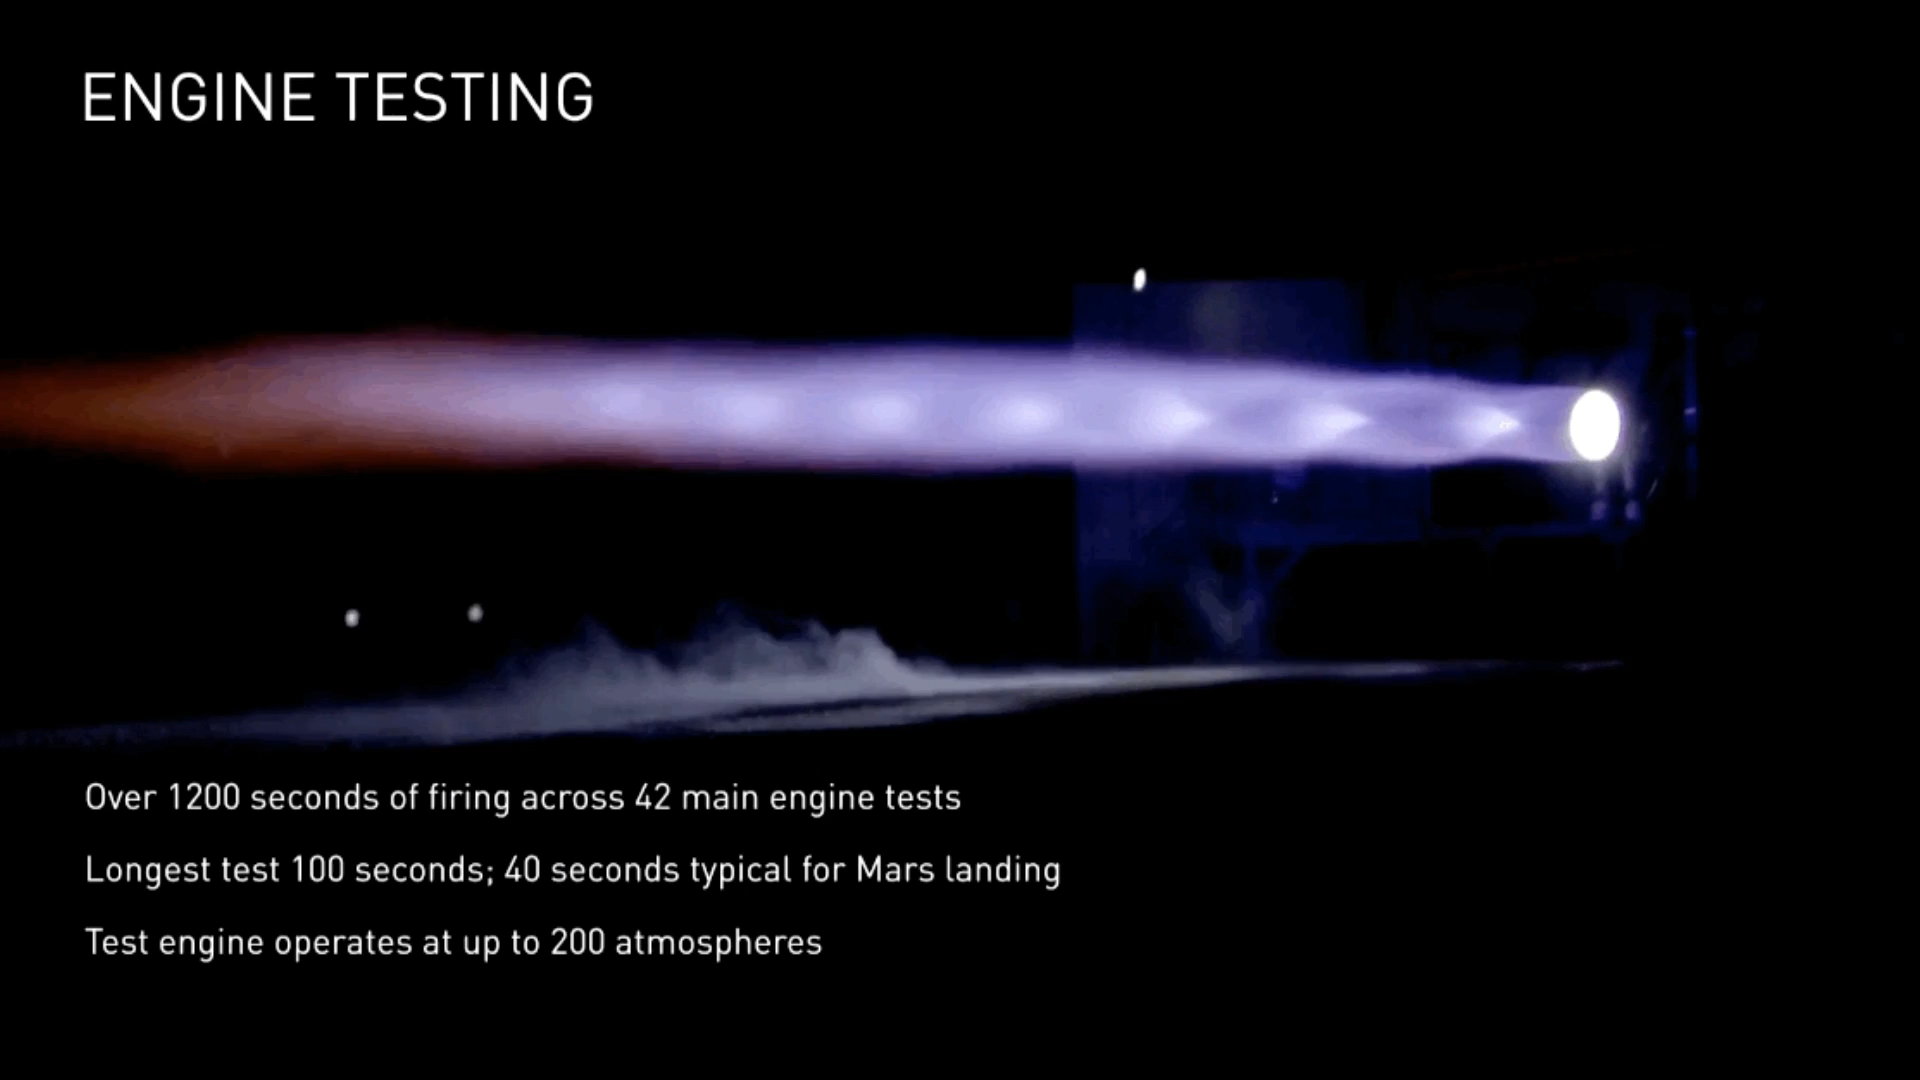 ENGINE TESTING
Over 1200 seconds of firing across 42 main engine tests
Longest test 100 seconds; 40 seconds typical for Mars landing
Test engine operates at up to 200 atmospheres